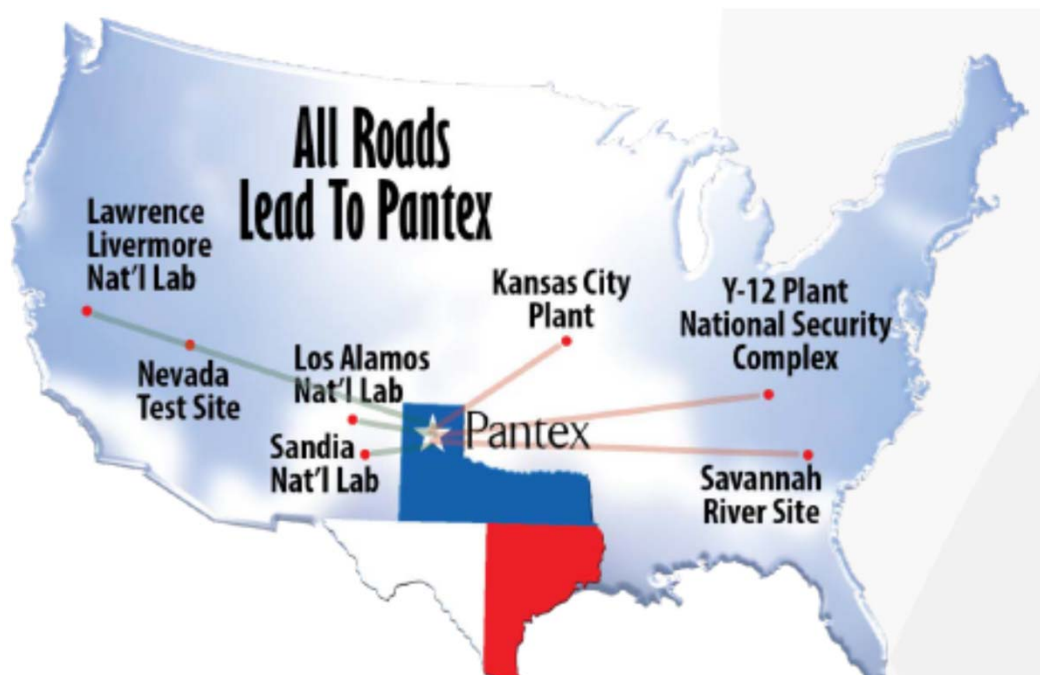 All Roads
Lead To Pantex
Lawrence
Livermore
Nat'l Lab
Kansas City
Plant
Y-12 Plant
National Security
Complex
Nevada
Test Site
Los Alamos
Nat'l Lab
Pantex
Sandia
Nat'l Lab
Savannah
River Site